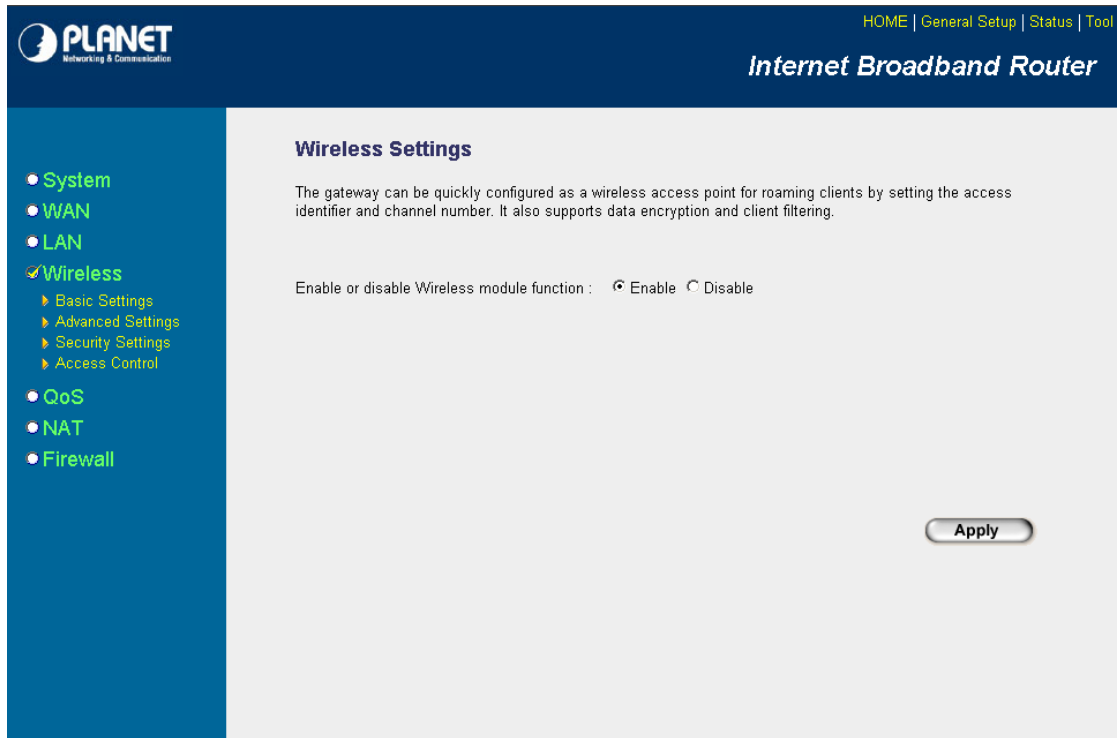 PLANET
Networking & Communication
HOME | General Setup | Status | Tool
Internet Broadband Router
System
WAN
LAN
Wireless
Basic Settings
Advanced Settings
Security Settings
Access Control
QoS
NAT
Firewall
Wireless Settings
The gateway can be quickly configured as a wireless access point for roaming clients by setting the access
identifier and channel number. It also supports data encryption and client filtering.
Enable or disable Wireless module function : Enable Disable
Apply